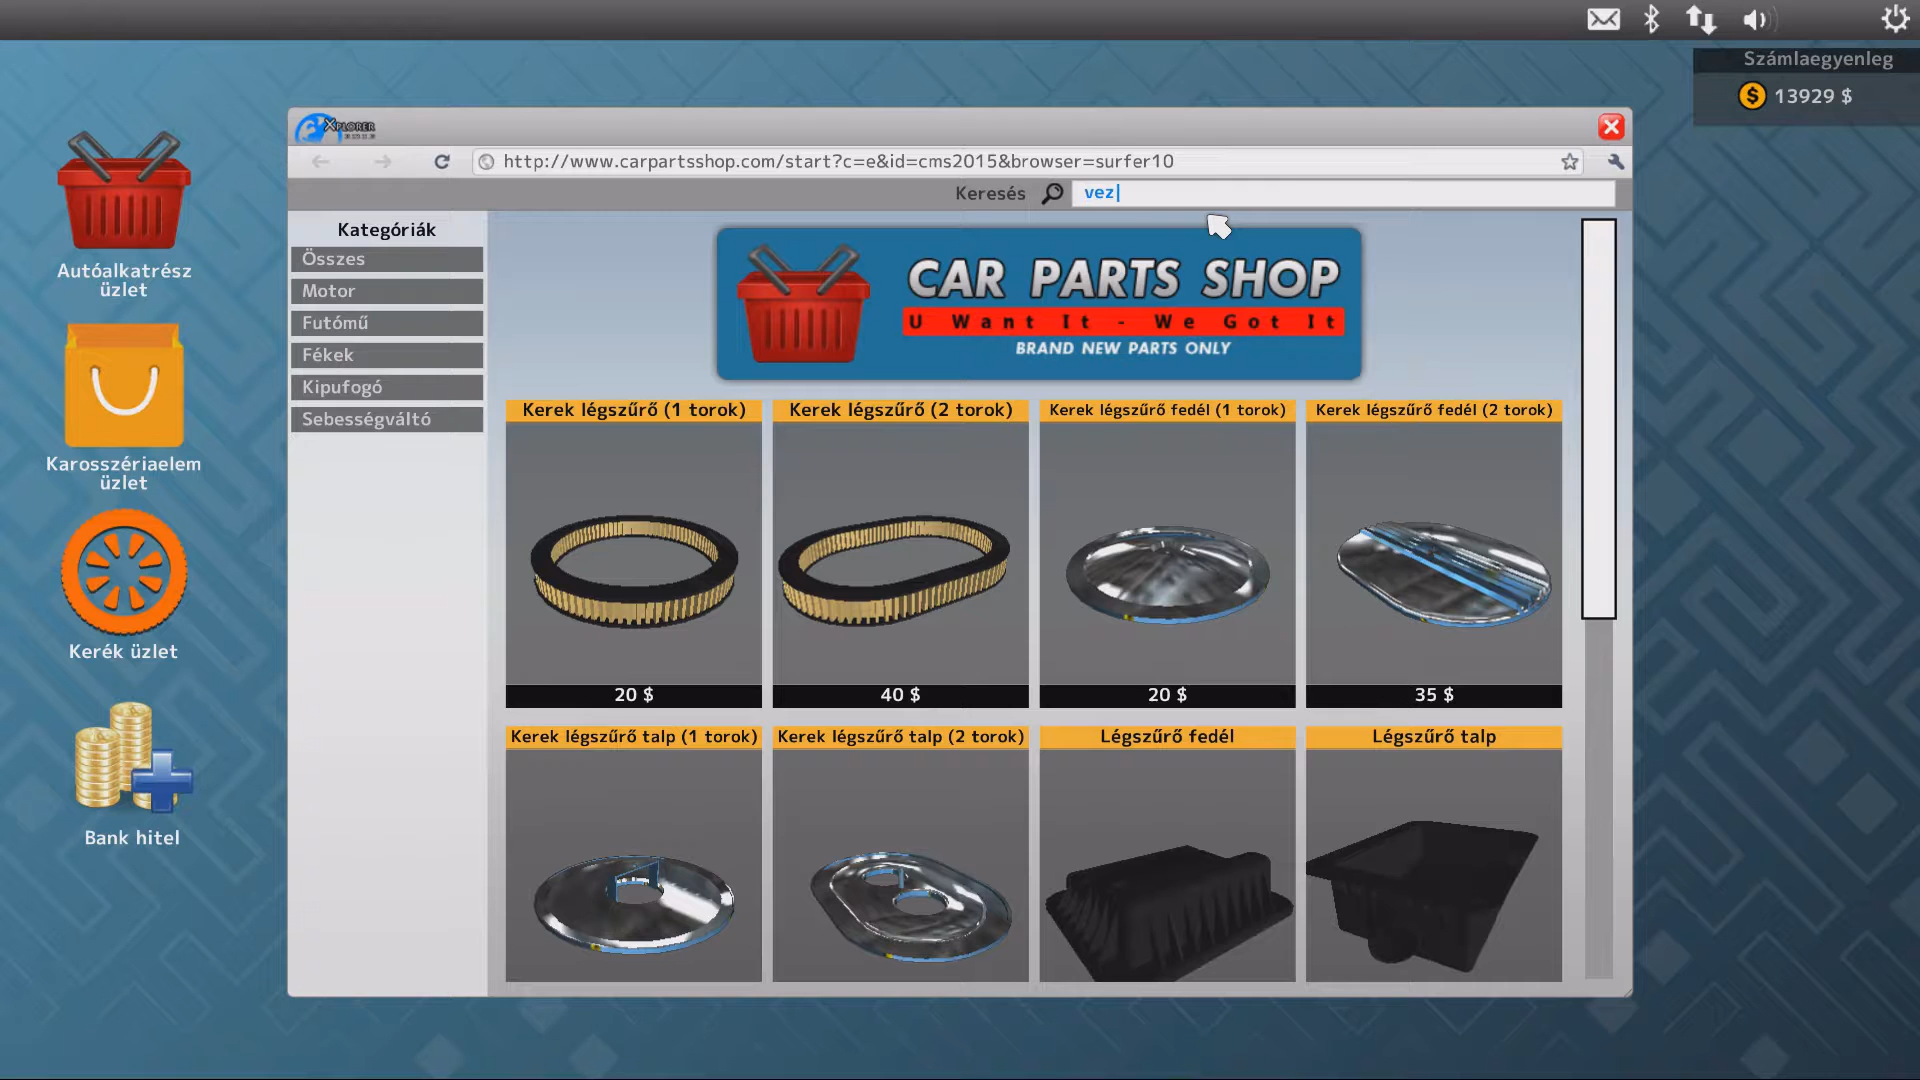 Számlaegyenleg
13929 $
XPLORER
http://www.carpartsshop.com/start?c=e&id=cms2015&browser=surfer10
Keresés
vez
Autóalkatrész
üzlet
Karosszériaelem
üzlet
Kerék üzlet
Bank hitel
Kategóriák
Összes
Motor
Futómű
Fékek
Kipufogó
Sebességváltó
CAR PARTS SHOP
U Want It - We Got It
BRAND NEW PARTS ONLY
Kerek légszűrő (1 torok)
Kerek légszűrő (2 torok)
Kerek légszűrő fedél (1 torok)
Kerek légszűrő fedél (2 torok)
20 $
40 $
20 $
35 $
Kerek légszűrő talp (1 torok)
Kerek légszűrő talp (2 torok)
Légszűrő fedél
Légszűrő talp